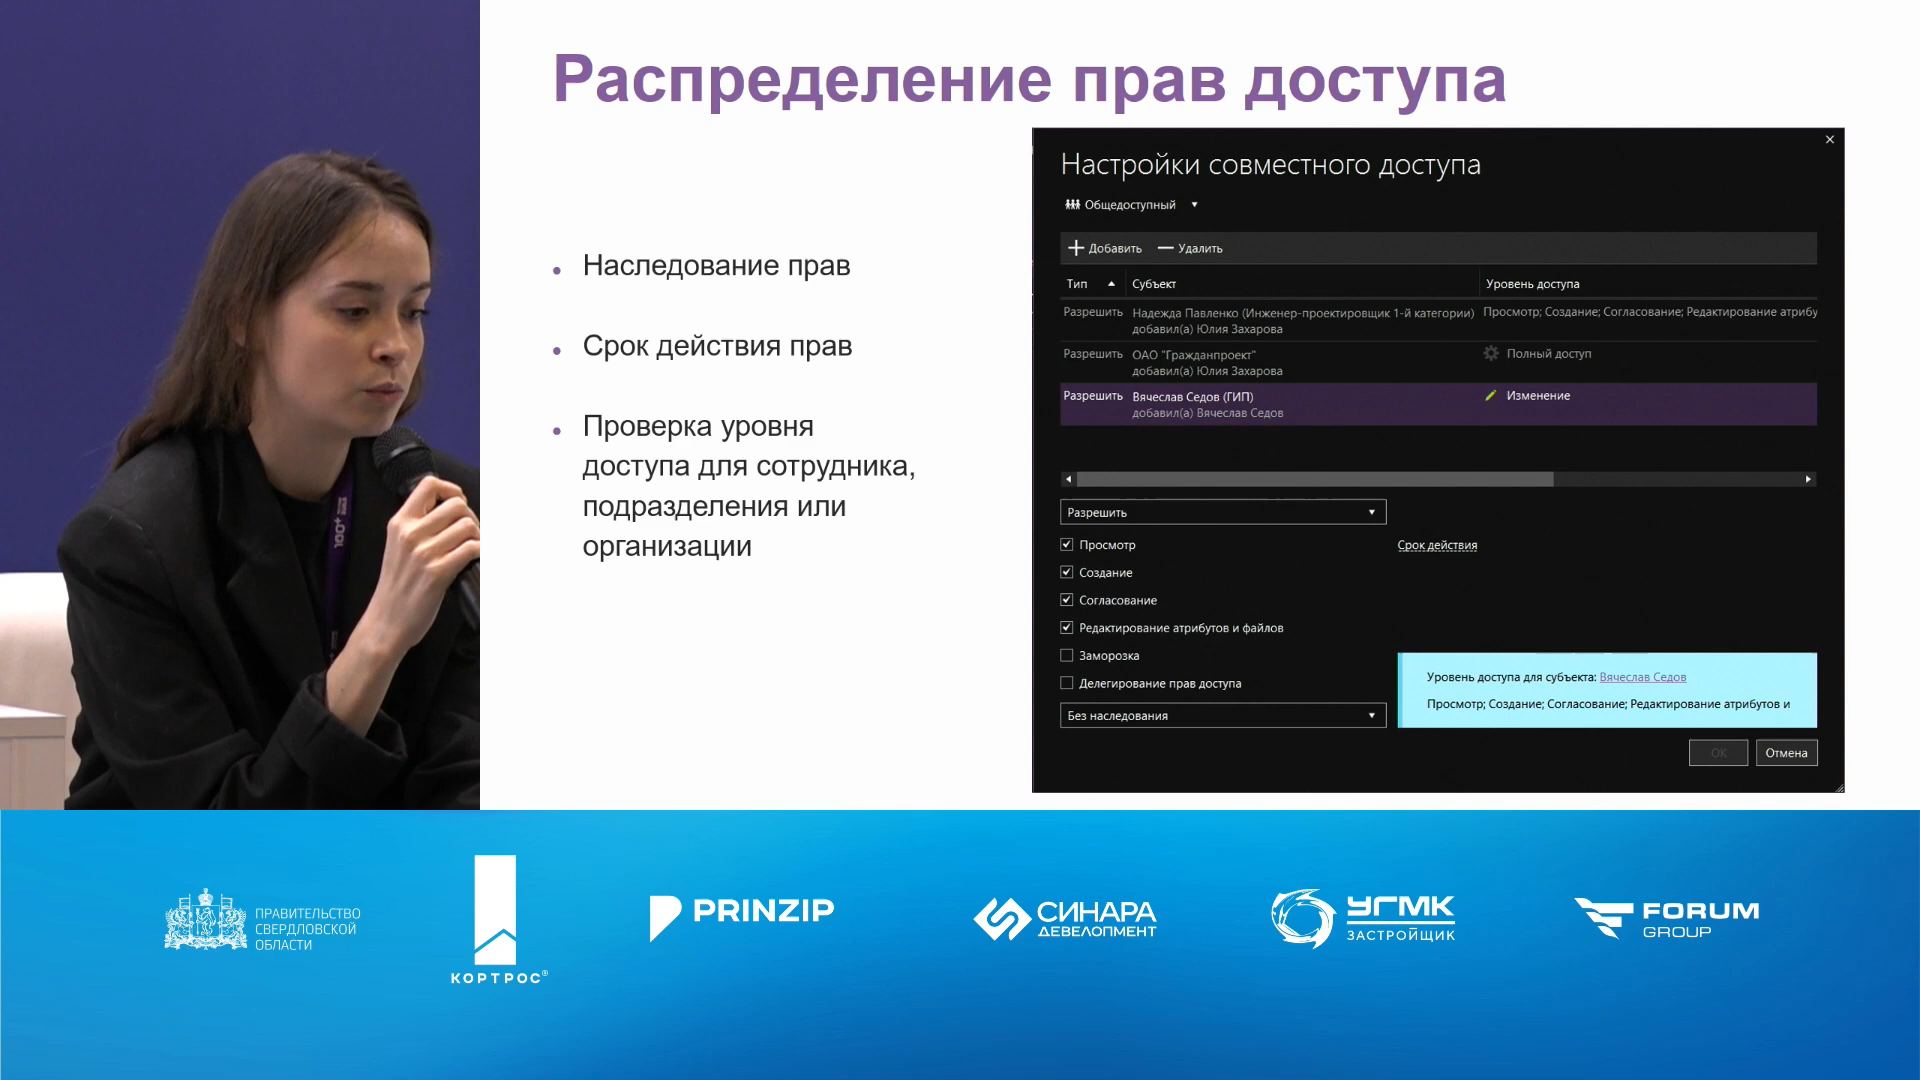 Распределение прав доступа
Наследование прав
Срок действия прав
Проверка уровня
доступа для сотрудника,
подразделения или
организации
Настройки совместного доступа
Общедоступный
Добавить
Удалить
Тип
Субъект
Уровень доступа
Разрешить
Надежда Павленко (Инженер-проектировщик 1-й категории)
добавил(а) Юлия Захарова
Просмотр; Создание; Согласование; Редактирование атрибу
Разрешить
ОАО "Гражданпроект"
добавил(а) Юлия Захарова
Полный доступ
Разрешить
Вячеслав Седов (ГИП)
добавил(а) Вячеслав Седов
Изменение
Разрешить
Просмотр
Срок действия
Создание
Согласование
Редактирование атрибутов и файлов
Заморозка
Делегирование прав доступа
Без наследования
Уровень доступа для субъекта: Вячеслав Седов
Просмотр; Создание; Согласование; Редактирование атрибутов и
ОК
Отмена
100+
ПРАВИТЕЛЬСТВО
СВЕРДЛОВСКОЙ
ОБЛАСТИ
КОРТРОС®
PRINZIP
СИНАРА
ДЕВЕЛОПМЕНТ
УГМК
ЗАСТРОЙЩИК
FORUM
GROUP